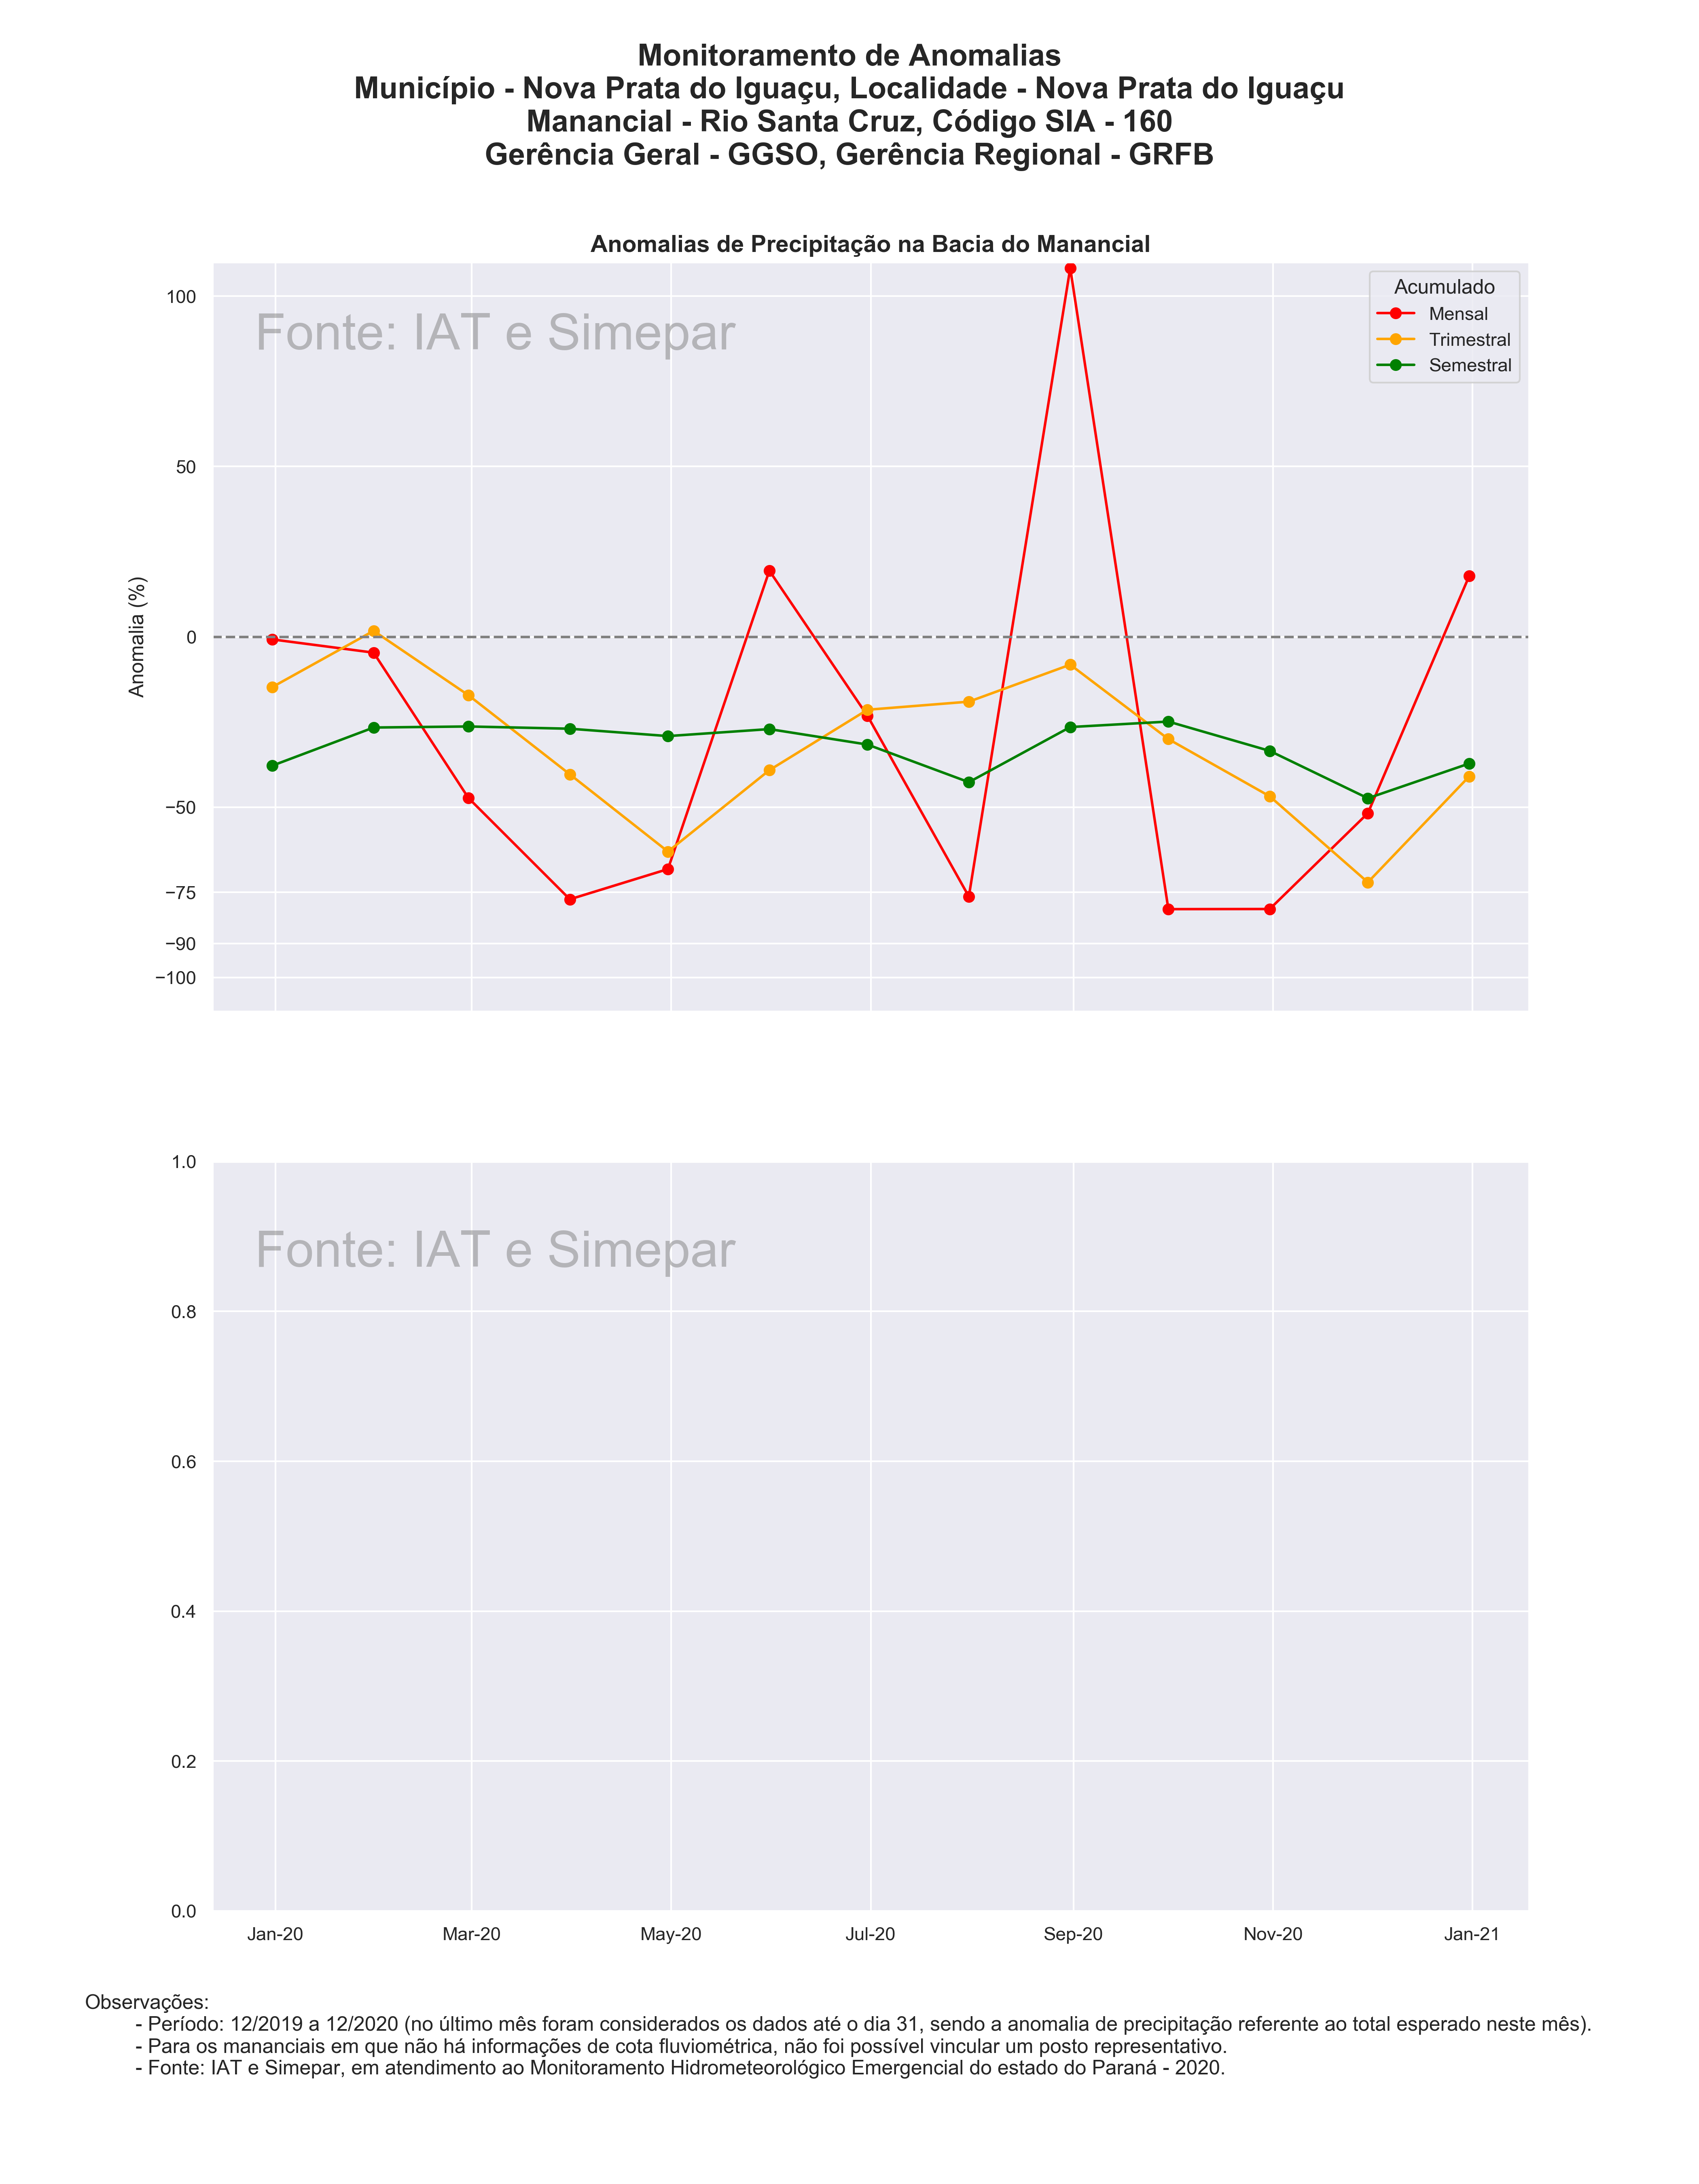 Monitoramento de Anomalias
Município - Nova Prata do Iguaçu, Localidade - Nova Prata do Iguaçu
Manancial - Rio Santa Cruz, Código SIA - 160
Gerência Geral - GGSO, Gerência Regional - GRFB
Anomalias de Precipitação na Bacia do Manancial
Fonte: IAT e Simepar
Acumulado
Mensal
Trimestral
Semestral
Anomalia (%)
100
50
0
−50
−75
−90
−100
Fonte: IAT e Simepar
1.0
0.8
0.6
0.4
0.2
0.0
Jan-20 Mar-20 May-20 Jul-20 Sep-20 Nov-20 Jan-21
Observações:
- Período: 12/2019 a 12/2020 (no último mês foram considerados os dados até o dia 31, sendo a anomalia de precipitação referente ao total esperado neste mês).
- Para os mananciais em que não há informações de cota fluviométrica, não foi possível vincular um posto representativo.
- Fonte: IAT e Simepar, em atendimento ao Monitoramento Hidrometeorológico Emergencial do estado do Paraná - 2020.